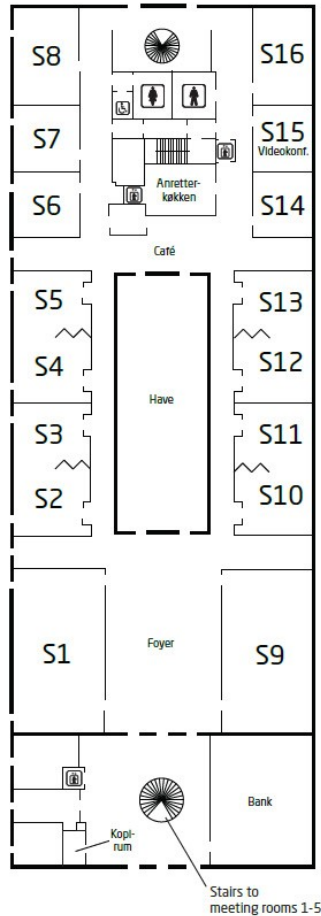 S8
S16
S7
S15
Videokonf.
S6
Anretter-
køkken
S14
Café
S5
S13
S4
S12
Have
S3
S11
S2
S10
S1
Foyer
S9
Bank
Kopi-
rum
Stairs to
meeting rooms 1-5